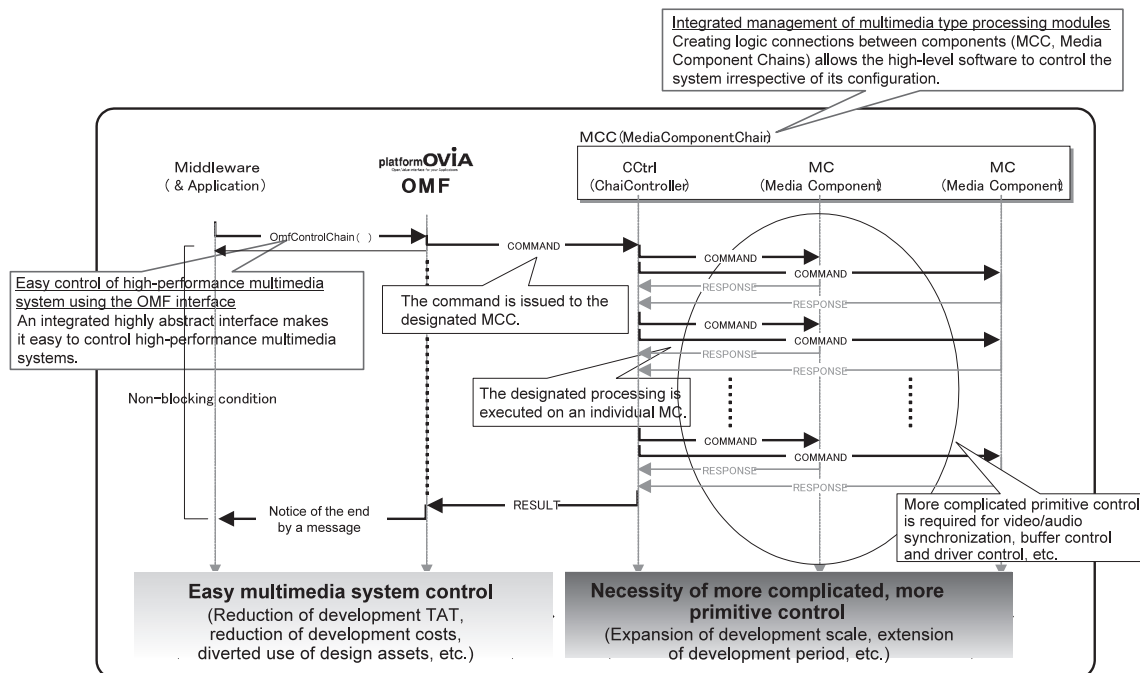 Integrated management of multimedia type processing modules
Creating logic connections between components (MCC, Media
Component Chains) allows the high-level software to control the
system irrespective of its configuration.
MCC(MediaComponentChain)
Middleware
(& Application)
platformOViA
Open Value Interface for your Applications
OMF
CCtrl
(ChaiController)
MC
(Media Component)
MC
(Media Component)
OmfControlChain( )
COMMAND
COMMAND
COMMAND
RESPONSE
RESPONSE
Easy control of high-performance multimedia
system using the OMF interface
An integrated highly abstract interface makes
it easy to control high-performance multimedia
systems.
The command is issued to the
designated MCC.
COMMAND
COMMAND
RESPONSE
RESPONSE
Non-blocking condition
The designated processing is
executed on an individual MC.
COMMAND
COMMAND
RESPONSE
RESPONSE
RESULT
Notice of the end
by a message
More complicated primitive control
is required for video/audio
synchronization, buffer control
and driver control, etc.
Easy multimedia system control
(Reduction of development TAT,
reduction of development costs,
diverted use of design assets, etc.)
Necessity of more complicated, more
primitive control
(Expansion of development scale, extension
of development period, etc.)